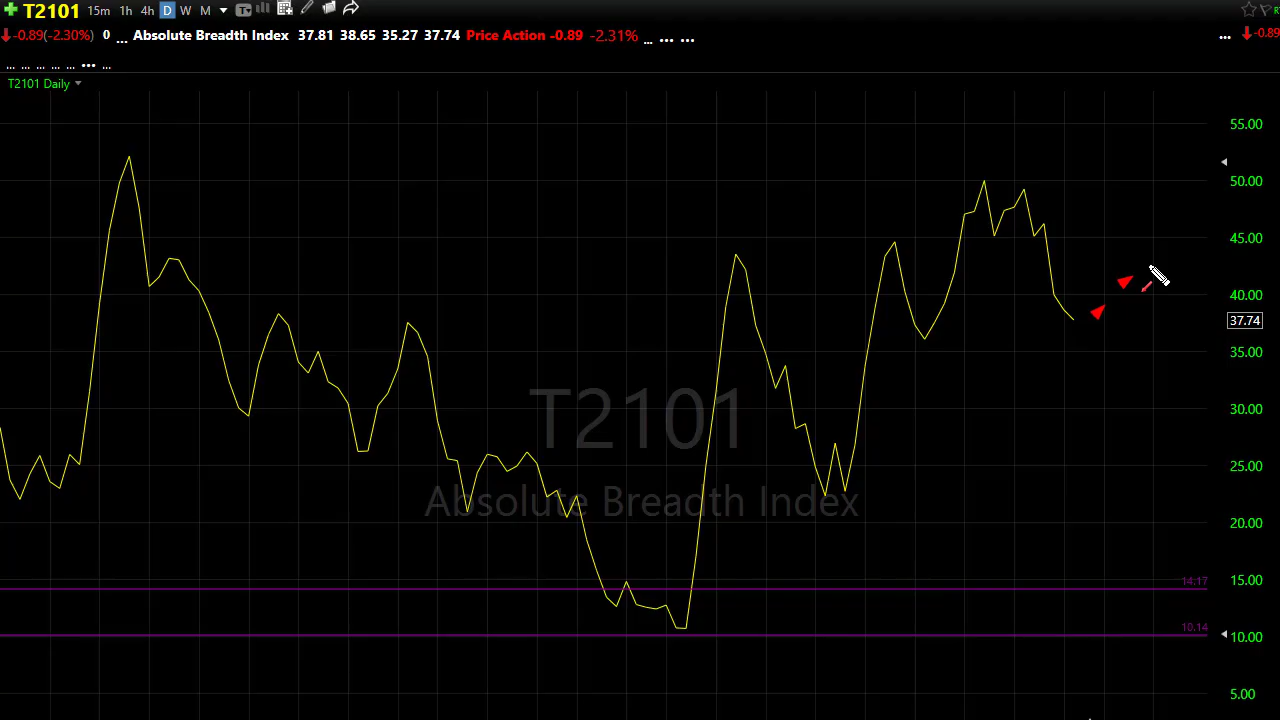 T2101 15m 1h 4h D W M T
-0.89(-2.30%) 0 ... Absolute Breadth Index 37.81 38.65 35.27 37.74 Price Action -0.89 -2.31% ... ... ... ... -0.89
... ... ... ... ... ... ...
T2101 Daily
55.00
50.00
45.00
40.00
37.74
35.00
30.00
T2101
25.00
Absolute Breadth Index
20.00
14.17
15.00
10.14
10.00
5.00